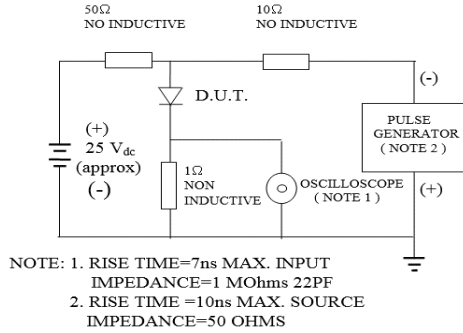 50Ω
NO INDUCTIVE
10Ω
NO INDUCTIVE
D.U.T.
(+)
25 Vdc
(approx)
(-)
1Ω
NON
INDUCTIVE
OSCILLOSCOPE
( NOTE 1 )
(-)
PULSE
GENERATOR
( NOTE 2 )
(+)
NOTE: 1. RISE TIME=7ns MAX. INPUT
IMPEDANCE=1 MOhms 22PF
2. RISE TIME =10ns MAX. SOURCE
IMPEDANCE=50 OHMS